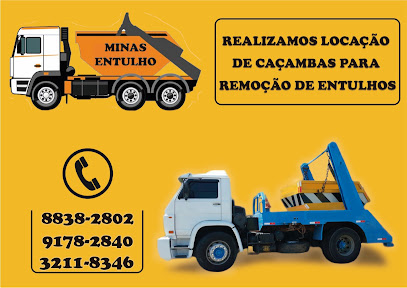 MINAS
ENTULHO
REALIZAMOS LOCAÇÃO
DE CAÇAMBAS PARA
REMOÇÃO DE ENTULHOS
8838-2802
9178-2840
3211-8346